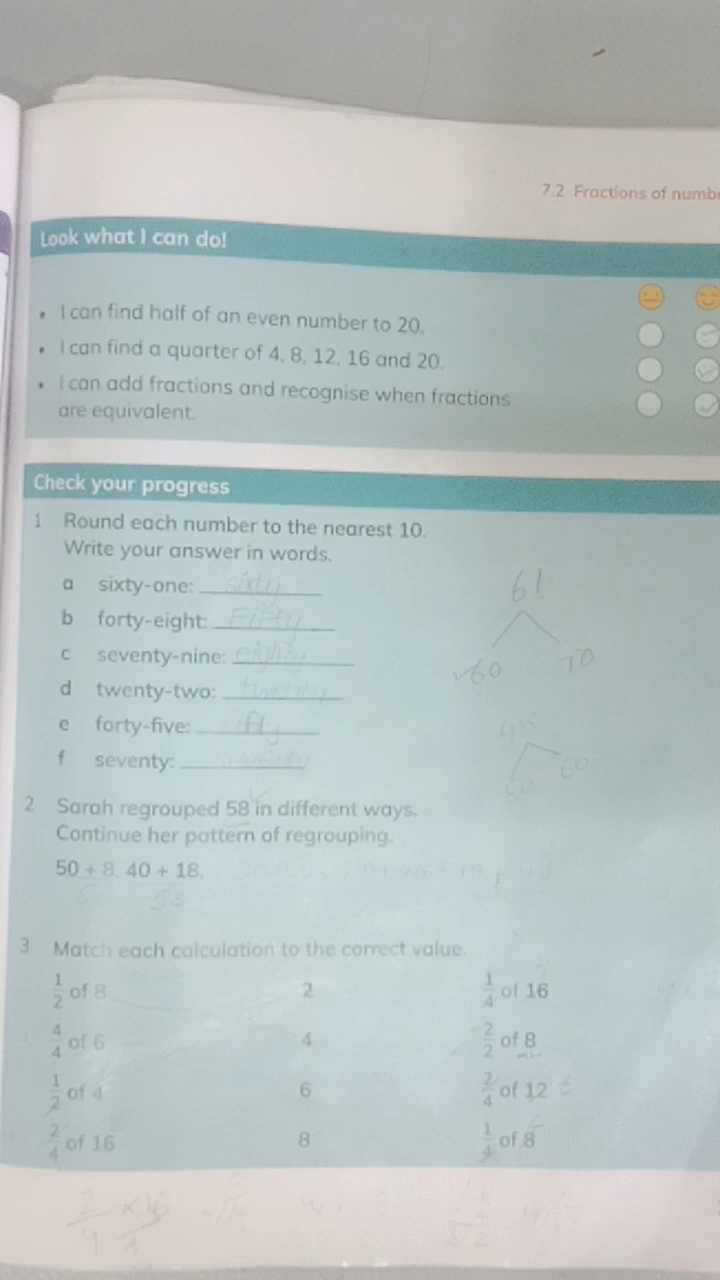 7.2 Fractions of
Look what I can do!
• I can find half of an even number to 20.
• I can find a quarter of 4, 8, 12, 16 and 20.
• I can add fractions and recognise when fractions
are equivalent.
Check your progress
1 Round each number to the nearest 10.
Write your answer in words.
61
a sixty-one: sixty
b forty-eight: Fifty
c seventy-nine: eighty
60 70
d twenty-two:
e forty-five:
f seventy:
60
2 Sarah regrouped 58 in different ways.
Continue her pattern of regrouping.
50 + 8, 40 + 18,
3 Match each calculation to the correct value.
1/2 of 8 2 1/4 of 16
4/4 of 6 4 2/2 of 8
1/2 of 4 6 2/4 of 12
2/4 of 16 8 1/4 of 8
2/4 × 16